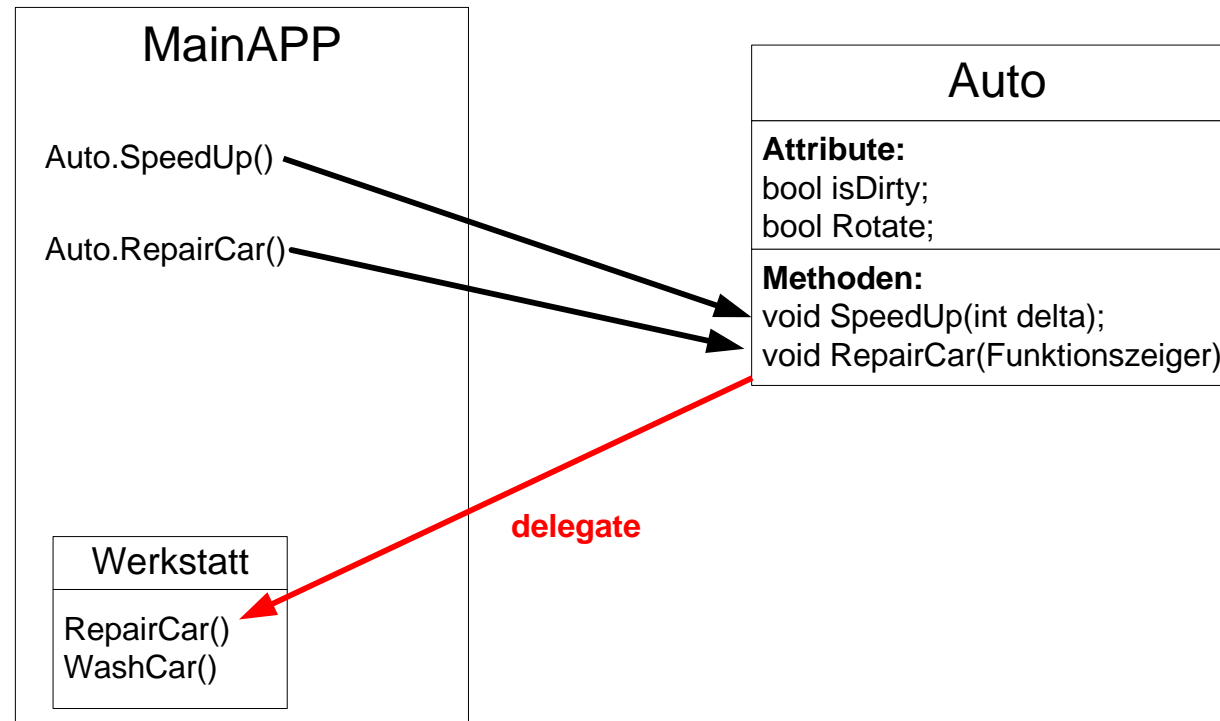 MainAPP
Auto.SpeedUp()
Auto.RepairCar()
Werkstatt
RepairCar()
WashCar()
delegate
Auto
Attribute:
bool isDirty;
bool Rotate;
Methoden:
void SpeedUp(int delta);
void RepairCar(Funktionszeiger)